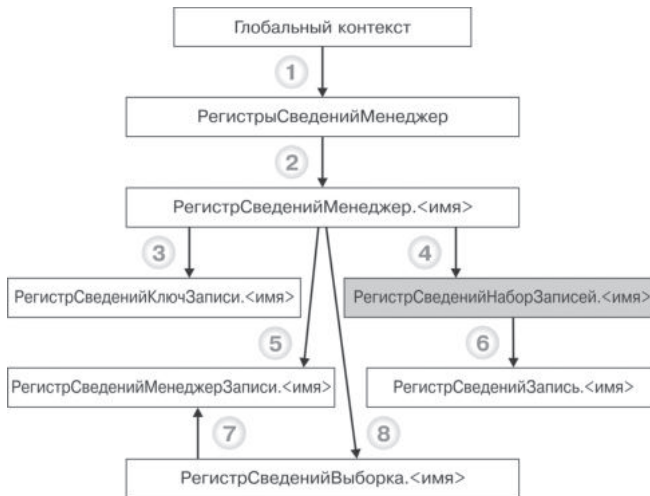 Глобальный контекст
1
РегистрыСведенийМенеджер
2
РегистрСведенийМенеджер.<имя>
3
4
РегистрСведенийКлючЗаписи.<имя>
РегистрСведенийНаборЗаписей.<имя>
5
6
РегистрСведенийМенеджерЗаписи.<имя>
РегистрСведенийЗапись.<имя>
7
8
РегистрСведенийВыборка.<имя>